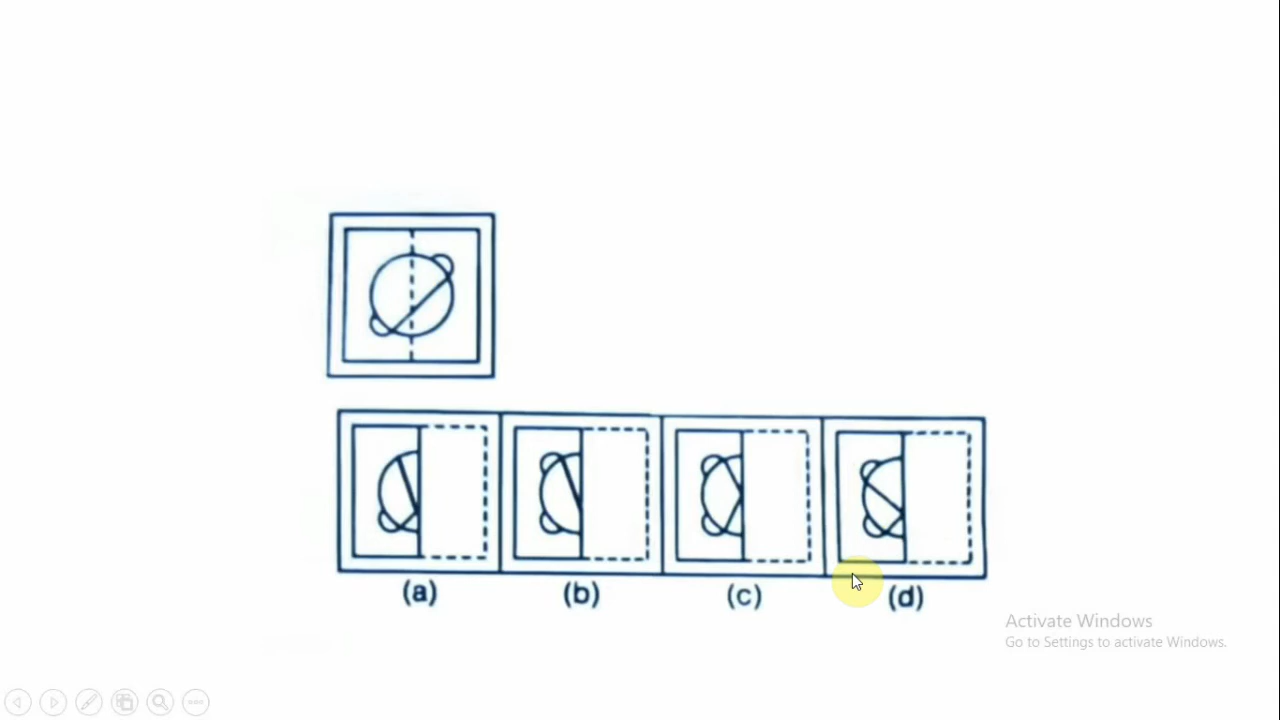 (a) (b) (c) (d)
Activate Windows
Go to Settings to activate Windows.